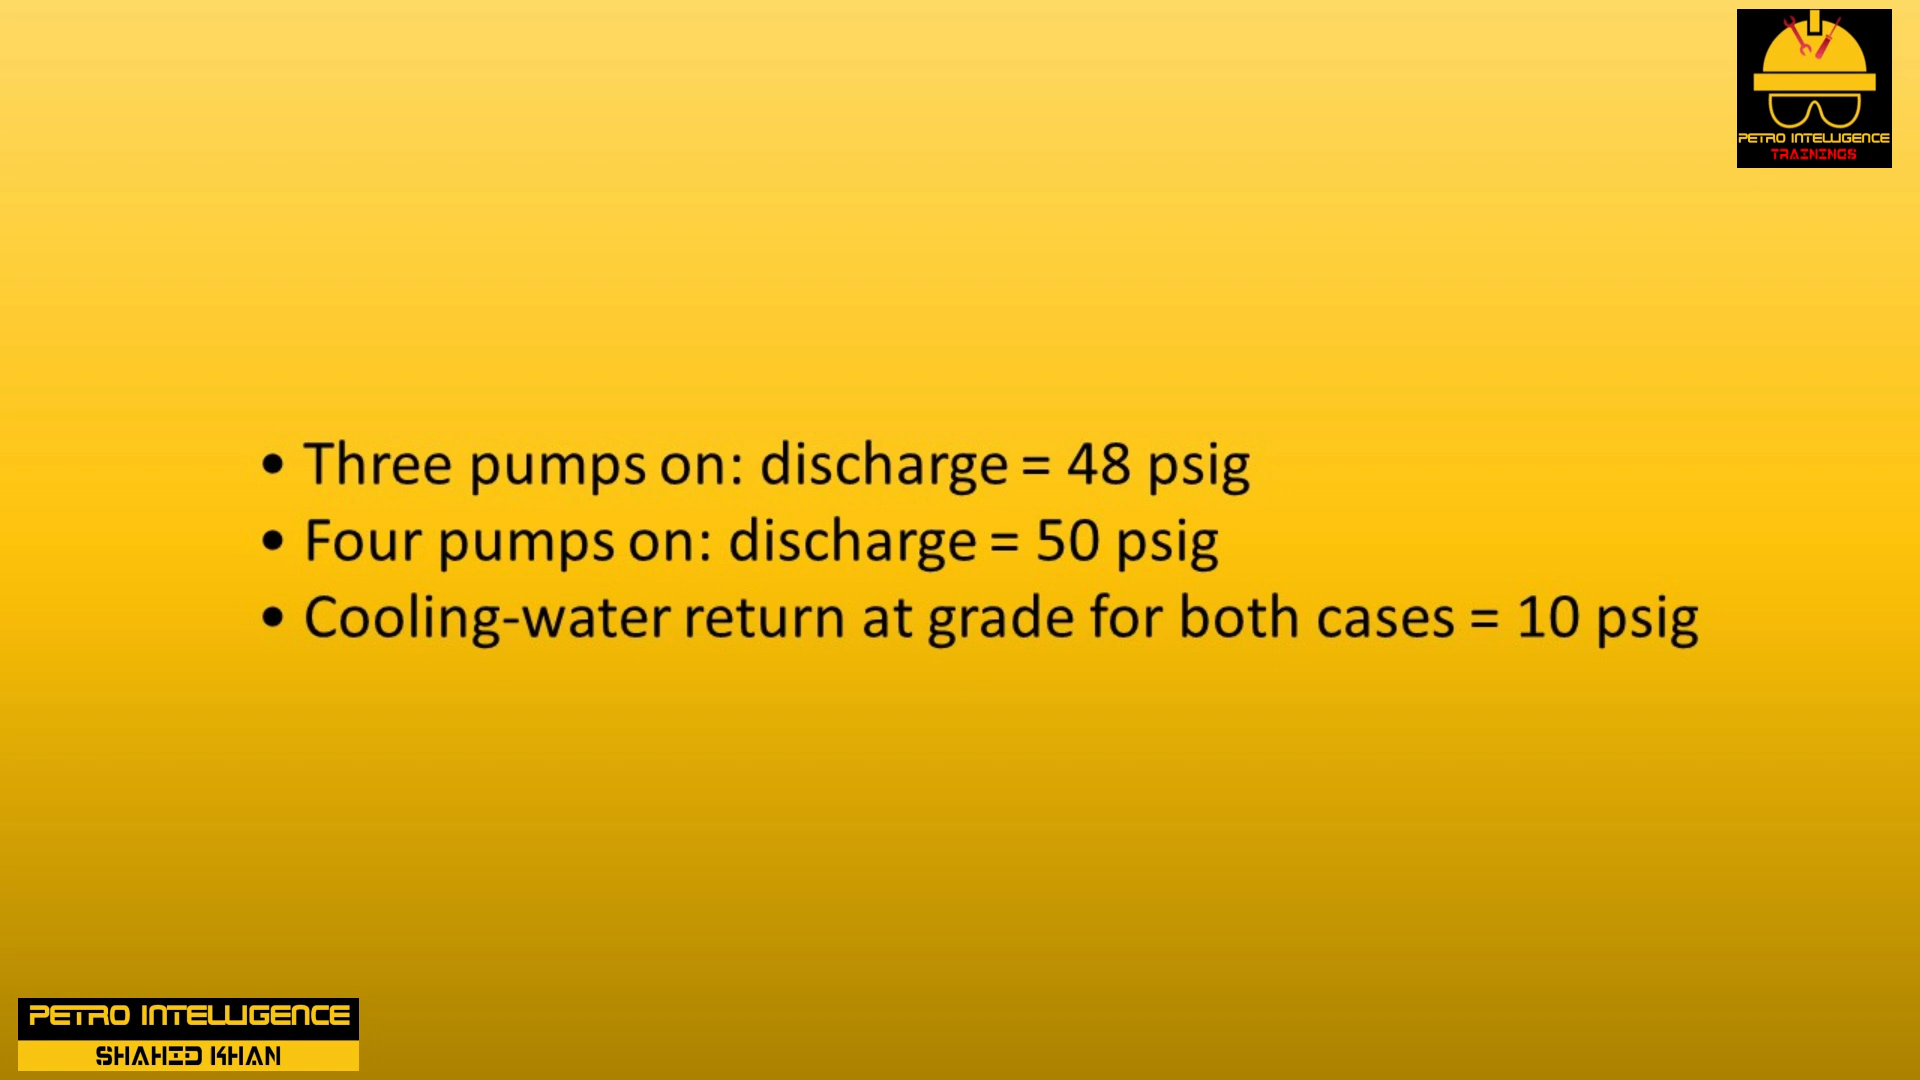 PETRO INTELLIGENCE
TRAININGS
• Three pumps on: discharge = 48 psig
• Four pumps on: discharge = 50 psig
• Cooling-water return at grade for both cases = 10 psig
PETRO INTELLIGENCE
SHAHID KHAN